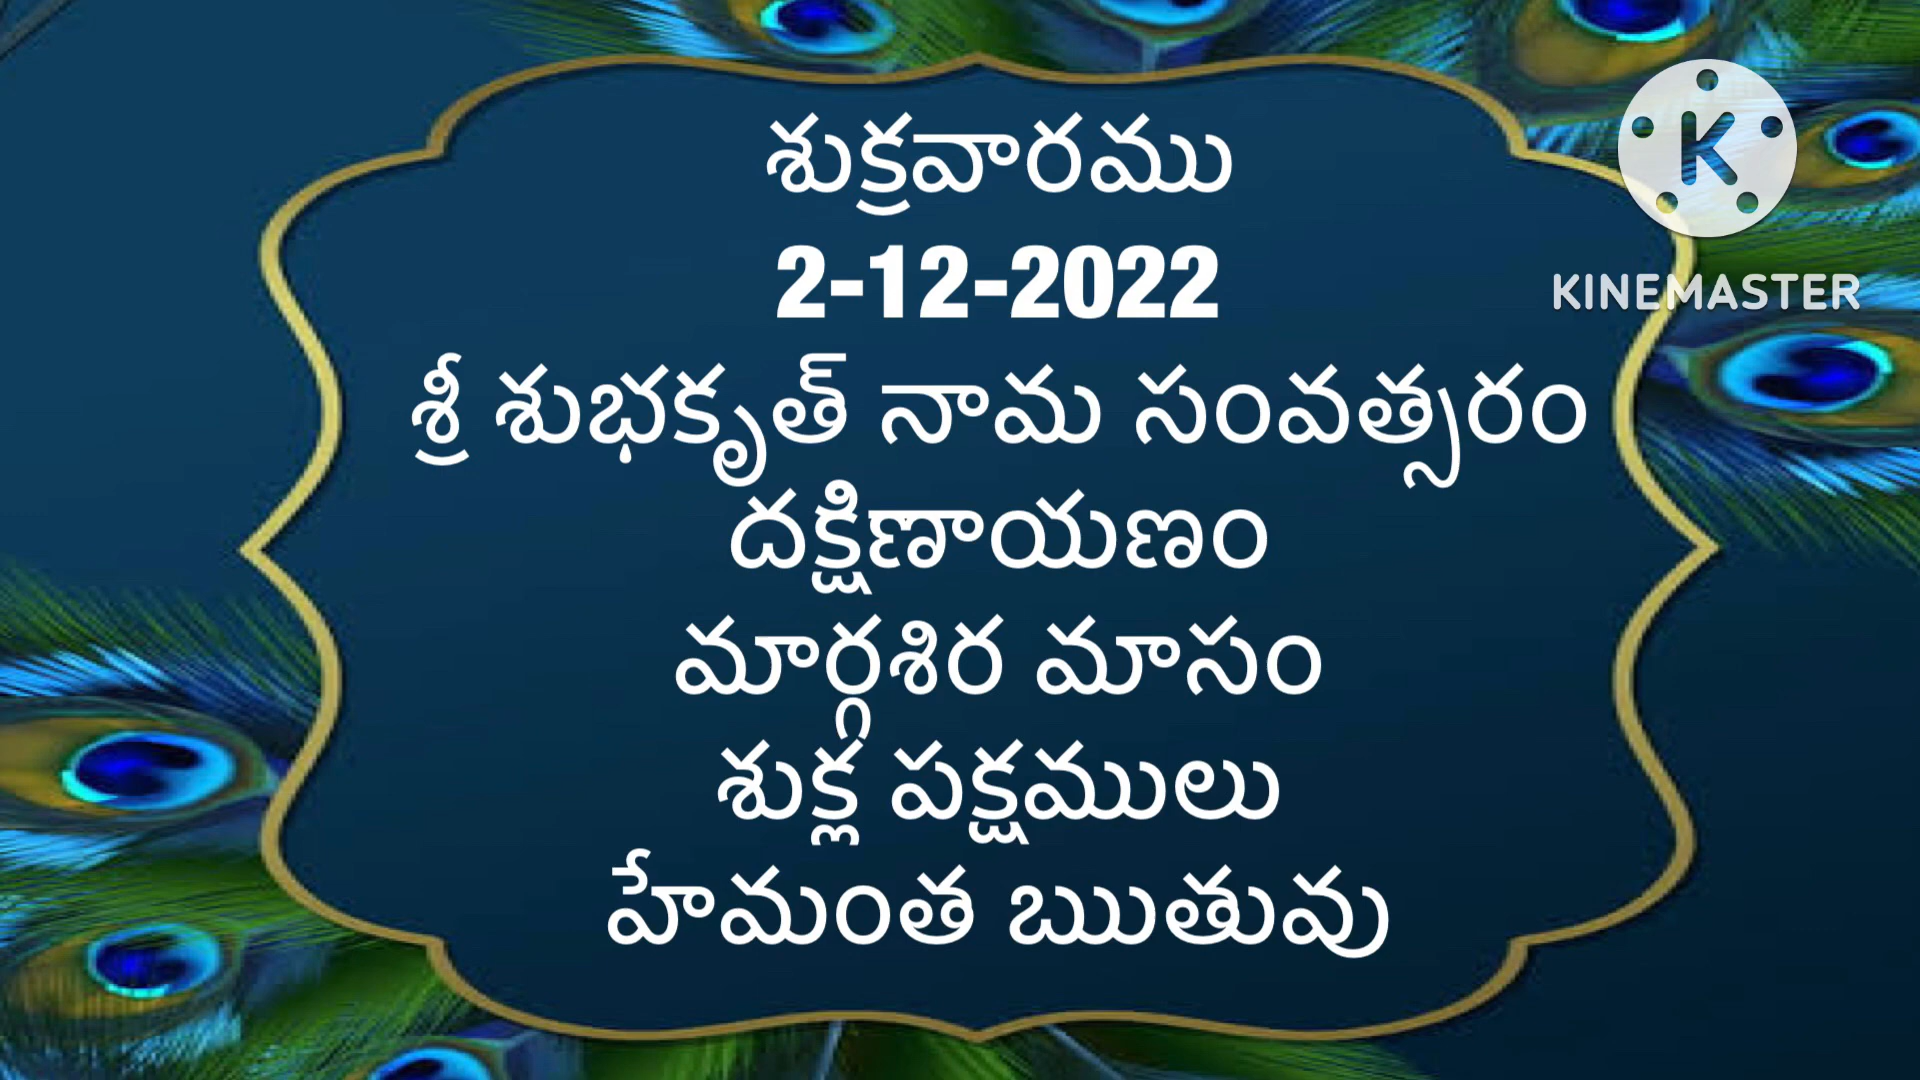 శుక్రవారము
2-12-2022
శ్రీ శుభకృత్ నామ సంవత్సరం
దక్షిణాయణం
మార్గశిర మాసం
శుక్ల పక్షములు
హేమంత ఋతువు
K
KINEMASTER